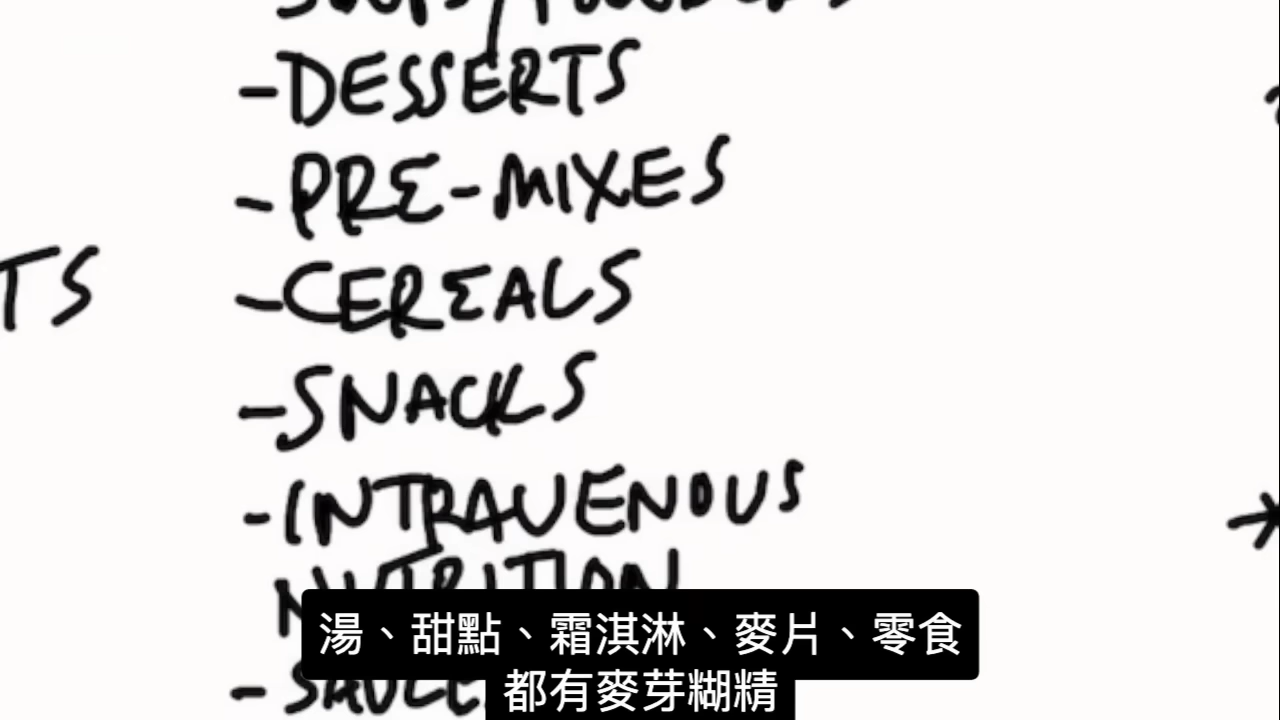 -DESSERTS
-PRE-MIXES
TS
-CEREALS
-SNACKS
-INTRAVENOUS
NUTRITION
湯、甜點、霜淇淋、麥片、零食
都有麥芽糊精